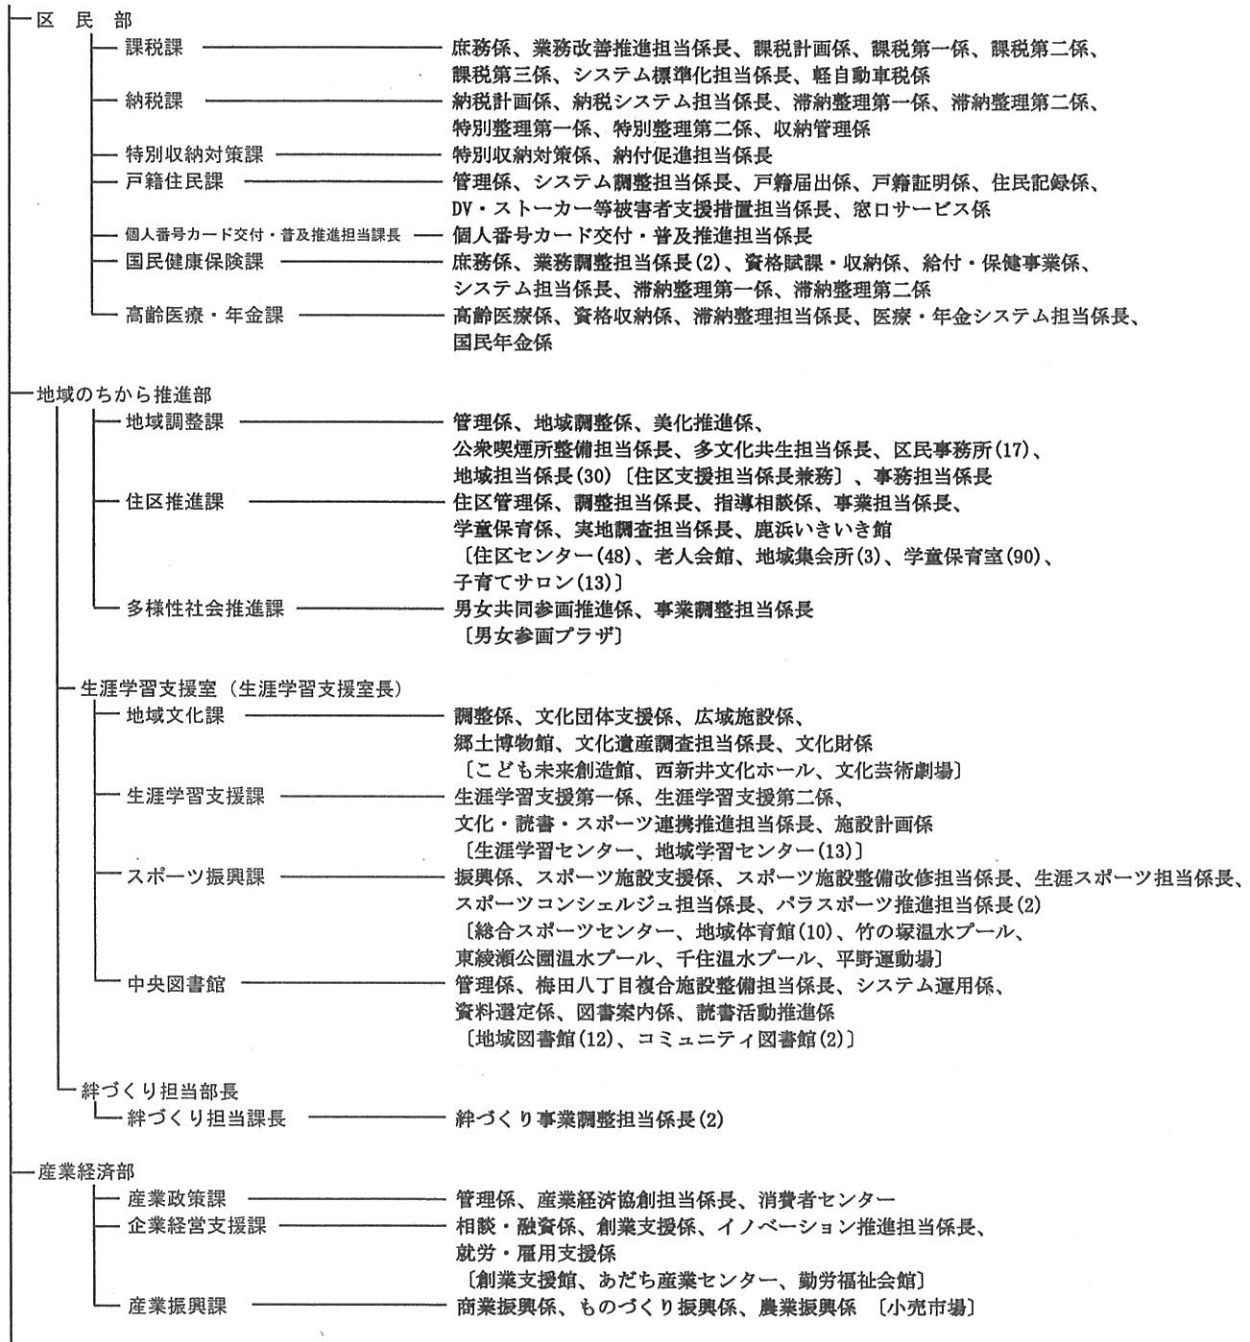 区 民 部
課税課 庶務係、業務改善推進担当係長、課税計画係、課税第一係、課税第二係、
課税第三係、システム標準化担当係長、軽自動車税係
納税課 納税計画係、納税システム担当係長、滞納整理第一係、滞納整理第二係、
特別整理第一係、特別整理第二係、収納管理係
特別収納対策課 特別収納対策係、納付促進担当係長
戸籍住民課 管理係、システム調整担当係長、戸籍届出係、戸籍証明係、住民記録係、
DV・ストーカー等被害者支援措置担当係長、窓口サービス係
個人番号カード交付・普及推進担当課長 個人番号カード交付・普及推進担当係長
国民健康保険課 庶務係、業務調整担当係長(2)、資格賦課・収納係、給付・保健事業係、
システム担当係長、滞納整理第一係、滞納整理第二係
高齢医療・年金課 高齢医療係、資格収納係、滞納整理担当係長、医療・年金システム担当係長、
国民年金係
地域のちから推進部
地域調整課 管理係、地域調整係、美化推進係、
公衆喫煙所整備担当係長、多文化共生担当係長、区民事務所(17)、
地域担当係長(30)〔住区支援担当係長兼務〕、事務担当係長
住区推進課 住区管理係、調整担当係長、指導相談係、事業担当係長、
学童保育係、実地調査担当係長、鹿浜いきいき館
〔住区センター(48)、老人会館、地域集会所(3)、学童保育室(90)、
子育てサロン(13)〕
多様性社会推進課 男女共同参画推進係、事業調整担当係長
〔男女参画プラザ〕
生涯学習支援室（生涯学習支援室長）
地域文化課 調整係、文化団体支援係、広域施設係、
郷土博物館、文化遺産調査担当係長、文化財係
〔こども未来創造館、西新井文化ホール、文化芸術劇場〕
生涯学習支援課 生涯学習支援第一係、生涯学習支援第二係、
文化・読書・スポーツ連携推進担当係長、施設計画係
〔生涯学習センター、地域学習センター(13)〕
スポーツ振興課 振興係、スポーツ施設支援係、スポーツ施設整備改修担当係長、生涯スポーツ担当係長、
スポーツコンシェルジュ担当係長、パラスポーツ推進担当係長(2)
〔総合スポーツセンター、地域体育館(10)、竹の塚温水プール、
東綾瀬公園温水プール、千住温水プール、平野運動場〕
中央図書館 管理係、梅田八丁目複合施設整備担当係長、システム運用係、
資料選定係、図書案内係、読書活動推進係
〔地域図書館(12)、コミュニティ図書館(2)〕
絆づくり担当部長
絆づくり担当課長 絆づくり事業調整担当係長(2)
産業経済部
産業政策課 管理係、産業経済協創担当係長、消費者センター
企業経営支援課 相談・融資係、創業支援係、イノベーション推進担当係長、
就労・雇用支援係
〔創業支援館、あだち産業センター、勤労福祉会館〕
産業振興課 商業振興係、ものづくり振興係、農業振興係 〔小売市場〕